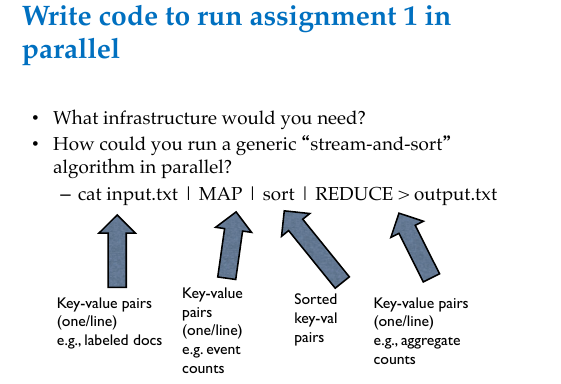 Write code to run assignment 1 in
parallel
• What infrastructure would you need?
• How could you run a generic “stream-and-sort”
algorithm in parallel?
– cat input.txt | MAP | sort | REDUCE > output.txt
Key-value pairs
(one/line)
e.g., labeled docs
Key-value
pairs
(one/line)
e.g. event
counts
Sorted
key-val
pairs
Key-value pairs
(one/line)
e.g., aggregate
counts